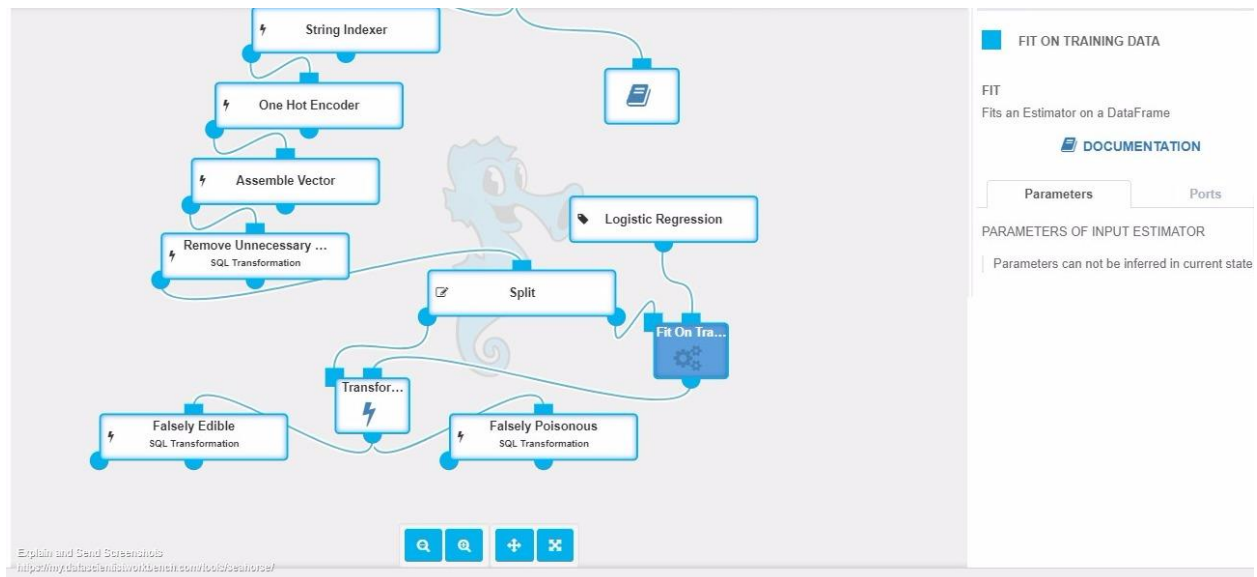 String Indexer
One Hot Encoder
Assemble Vector
Remove Unnecessary ...
SQL Transformation
Logistic Regression
Split
Fit On Tra...
Transfor...
Falsely Edible
SQL Transformation
Falsely Poisonous
SQL Transformation
Explain and Send Screenshots
https://my.datascientistworkbench.com/tools/seahorse/
FIT ON TRAINING DATA
FIT
Fits an Estimator on a DataFrame
DOCUMENTATION
Parameters
Ports
PARAMETERS OF INPUT ESTIMATOR
Parameters can not be inferred in current state